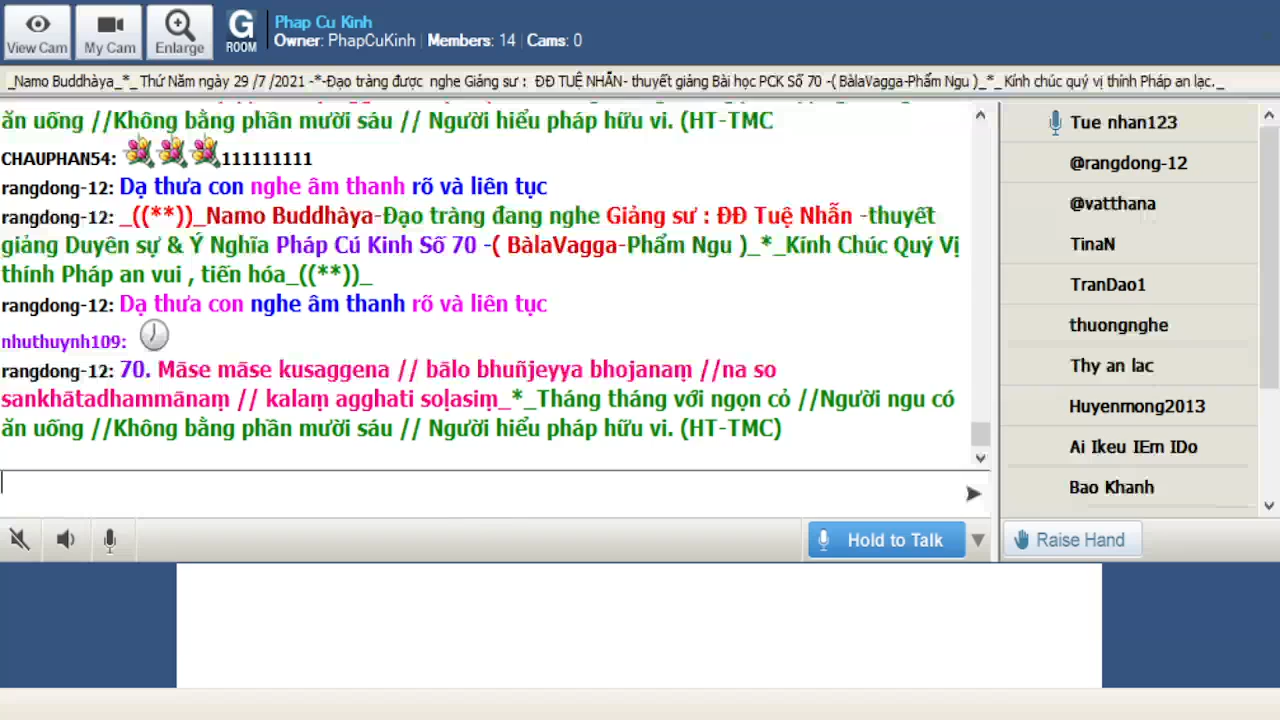 View Cam
My Cam
Enlarge
G
ROOM
Phap Cu Kinh
Owner: PhapCuKinh | Members: 14 | Cams: 0
_Namo Buddhàya_*_ Thứ Năm ngày 29 /7 /2021 -*-Đạo tràng được nghe Giảng sư : ĐĐ TUỆ NHẪN- thuyết giảng Bài học PCK Số 70 -( BàlaVagga-Phẩm Ngu )_*_ Kính chúc quý vị thính Pháp an lạc._
ăn uống //Không bằng phần mười sáu // Người hiểu pháp hữu vi. (HT-TMC
CHAUPHAN54: 111111111
rangdong-12: Dạ thưa con nghe âm thanh rõ và liên tục
rangdong-12: _((**))_Namo Buddhàya-Đạo tràng đang nghe Giảng sư : ĐĐ Tuệ Nhẫn -thuyết
giảng Duyên sự & Ý Nghĩa Pháp Cú Kinh Số 70 -( BàlaVagga-Phẩm Ngu )_*_Kính Chúc Quý Vị
thính Pháp an vui , tiến hóa_((**))_
rangdong-12: Dạ thưa con nghe âm thanh rõ và liên tục
nhuthuynh109:
rangdong-12: 70. Māse māse kusaggena // bālo bhuñjeyya bhojanaṃ //na so
sankhātadhammānaṃ // kalaṃ agghati soḷasiṃ_*_Tháng tháng với ngọn cỏ //Người ngu có
ăn uống //Không bằng phần mười sáu // Người hiểu pháp hữu vi. (HT-TMC)
Hold to Talk
Tue nhan123
@rangdong-12
@vatthana
TinaN
TranDao1
thuongnghe
Thy an lac
Huyenmong2013
Ai Ikeu IEm IDo
Bao Khanh
Raise Hand